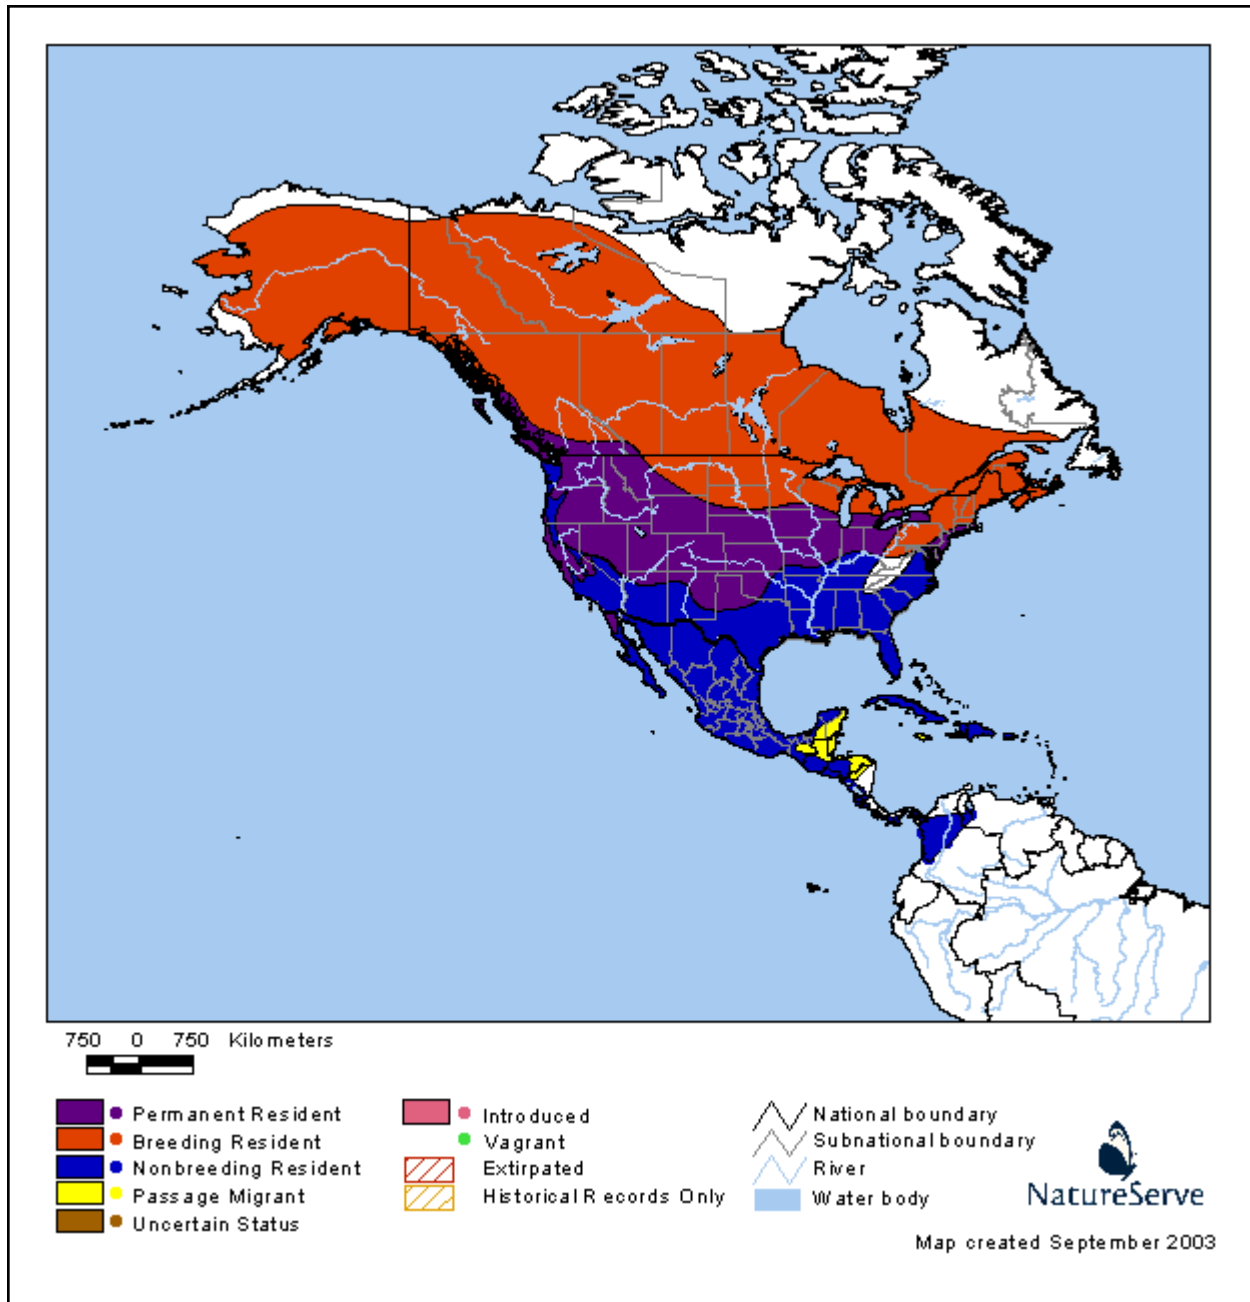 750 0 750 Kilometers
Permanent Resident
Breeding Resident
Nonbreeding Resident
Passage Migrant
Uncertain Status
Introduced
Vagrant
Extirpated
Historical Records Only
National boundary
Subnational boundary
River
Water body
NatureServe
Map created September 2003